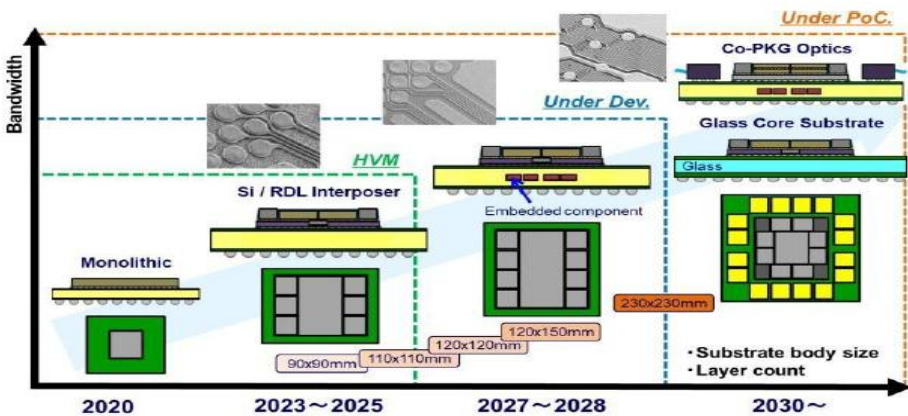 Under PoC.
Co-PKG Optics
Bandwidth
Under Dev.
Glass Core Substrate
HVM
Si / RDL Interposer
Glass
Embedded component
Monolithic
230x230mm
120x150mm
120x120mm
110x110mm
90x90mm
・Substrate body size
・Layer count
2020
2023～2025
2027～2028
2030～